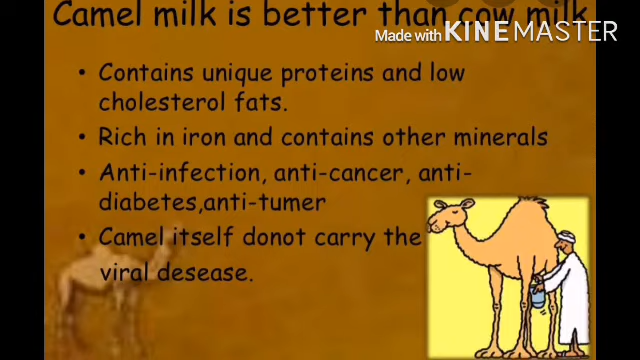 Camel milk is better than cow milk
Made with KINEMASTER
• Contains unique proteins and low
cholesterol fats.
• Rich in iron and contains other minerals
• Anti-infection, anti-cancer, anti-
diabetes,anti-tumer
• Camel itself donot carry the
viral desease.